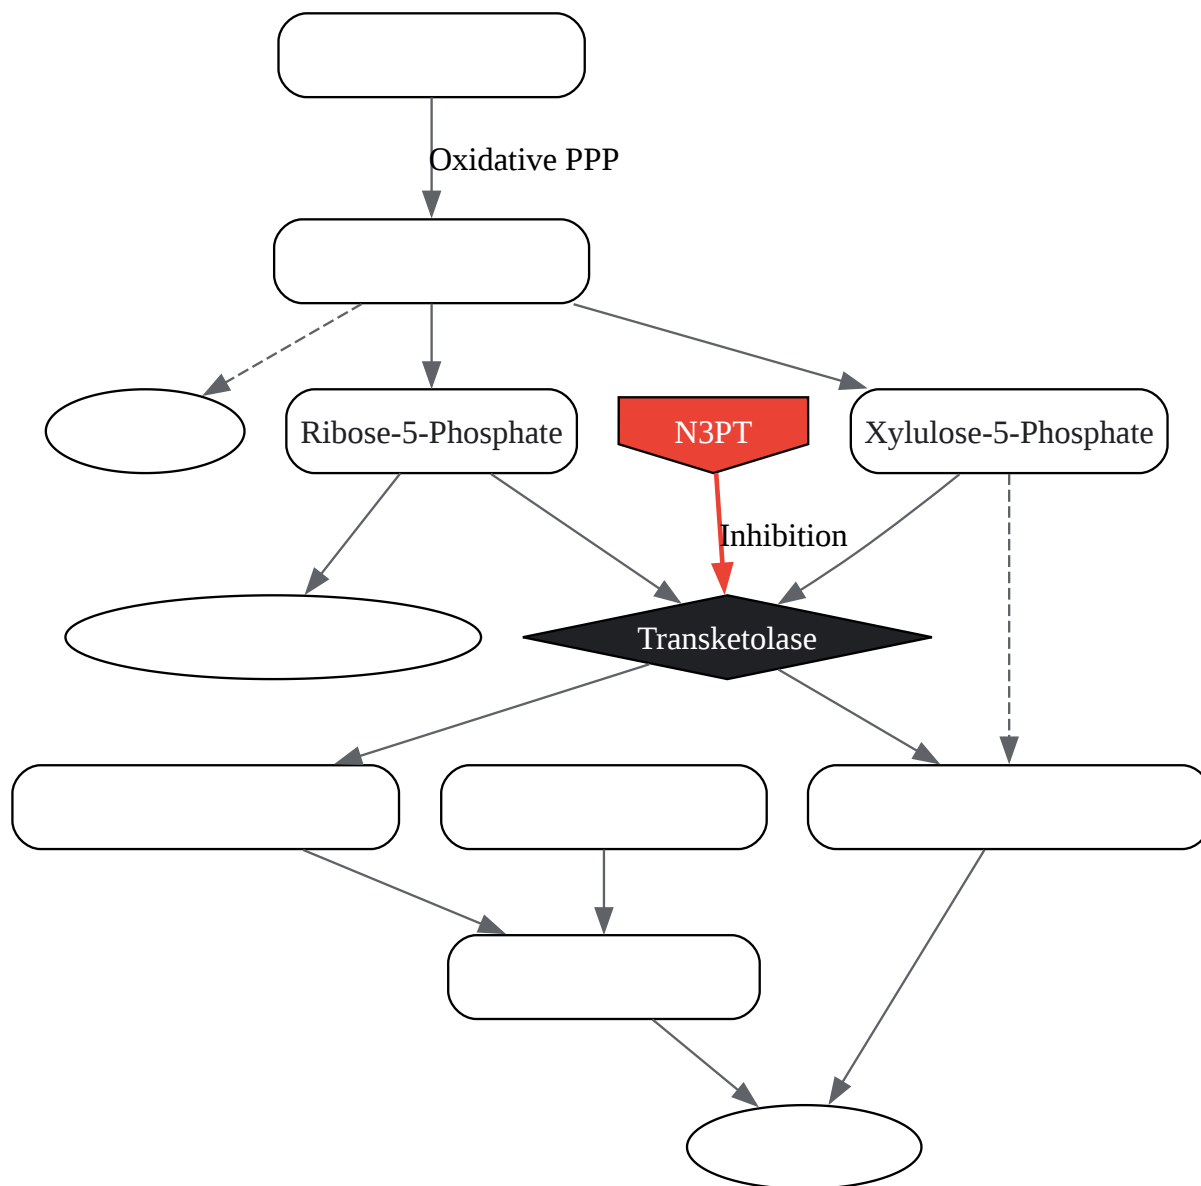 Oxidative PPP
Ribose-5-Phosphate
N3PT
Xylulose-5-Phosphate
Inhibition
Transketolase